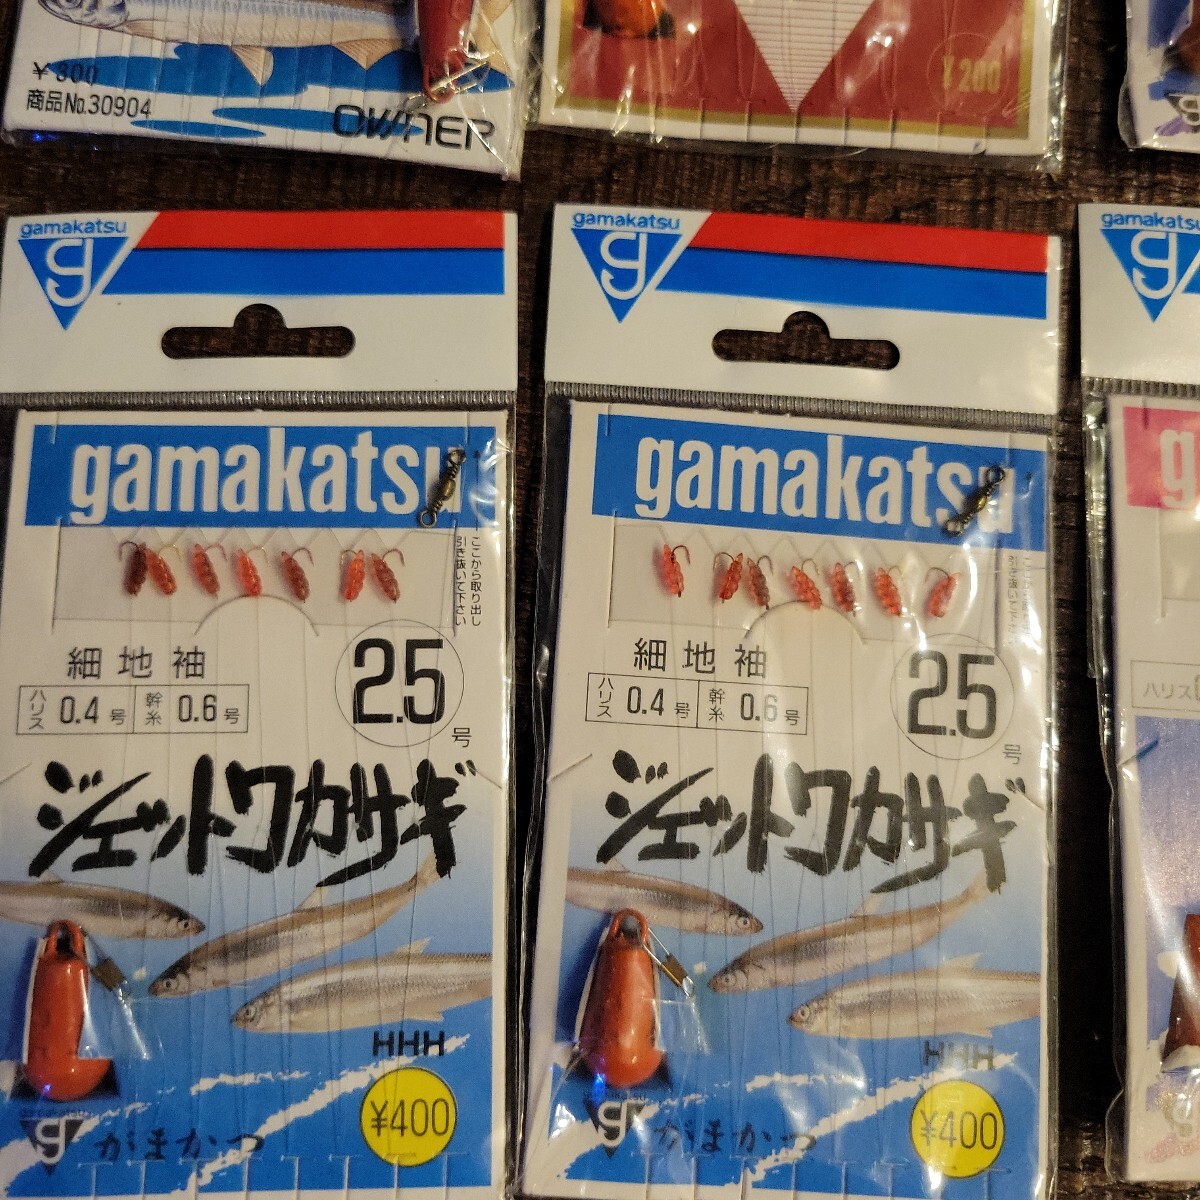 ¥300
商品No.30904
OWNER
¥200
gamakatsu
gamakatsu
ここから取り出し
引き抜いて下さい
細地袖
ハリス 0.4号 幹糸 0.6号
2.5号
ジェットワカサギ
HHH
¥400
gamakatsu
がまかつ
gamakatsu
gamakatsu
細地袖
ハリス 0.4号 幹糸 0.6号
2.5号
ジェットワカサギ
HHH
¥400
がまかつ
gamakatsu
g
ハリス